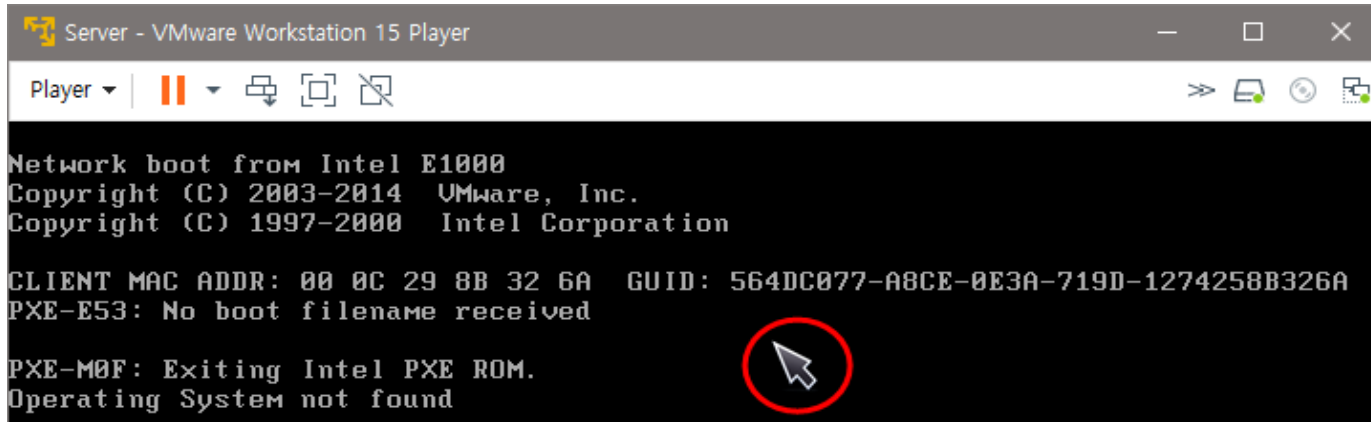 Server - VMware Workstation 15 Player
Player
Network boot from Intel E1000
Copyright (C) 2003-2014  VMware, Inc.
Copyright (C) 1997-2000  Intel Corporation
CLIENT MAC ADDR: 00 0C 29 8B 32 6A  GUID: 564DC077-A8CE-0E3A-719D-1274258B326A
PXE-E53: No boot filename received
PXE-M0F: Exiting Intel PXE ROM.
Operating System not found